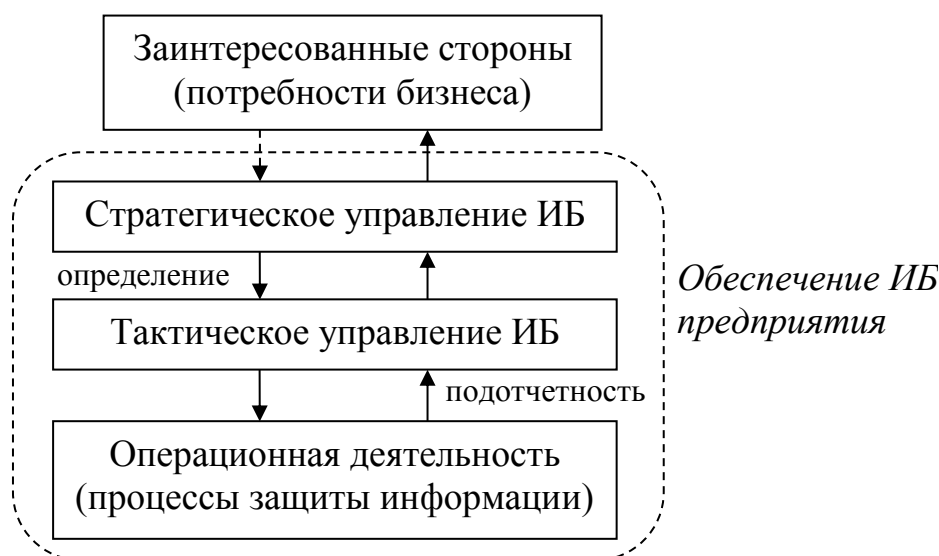 Заинтересованные стороны
(потребности бизнеса)
Стратегическое управление ИБ
определение
Обеспечение ИБ
предприятия
Тактическое управление ИБ
подотчетность
Операционная деятельность
(процессы защиты информации)